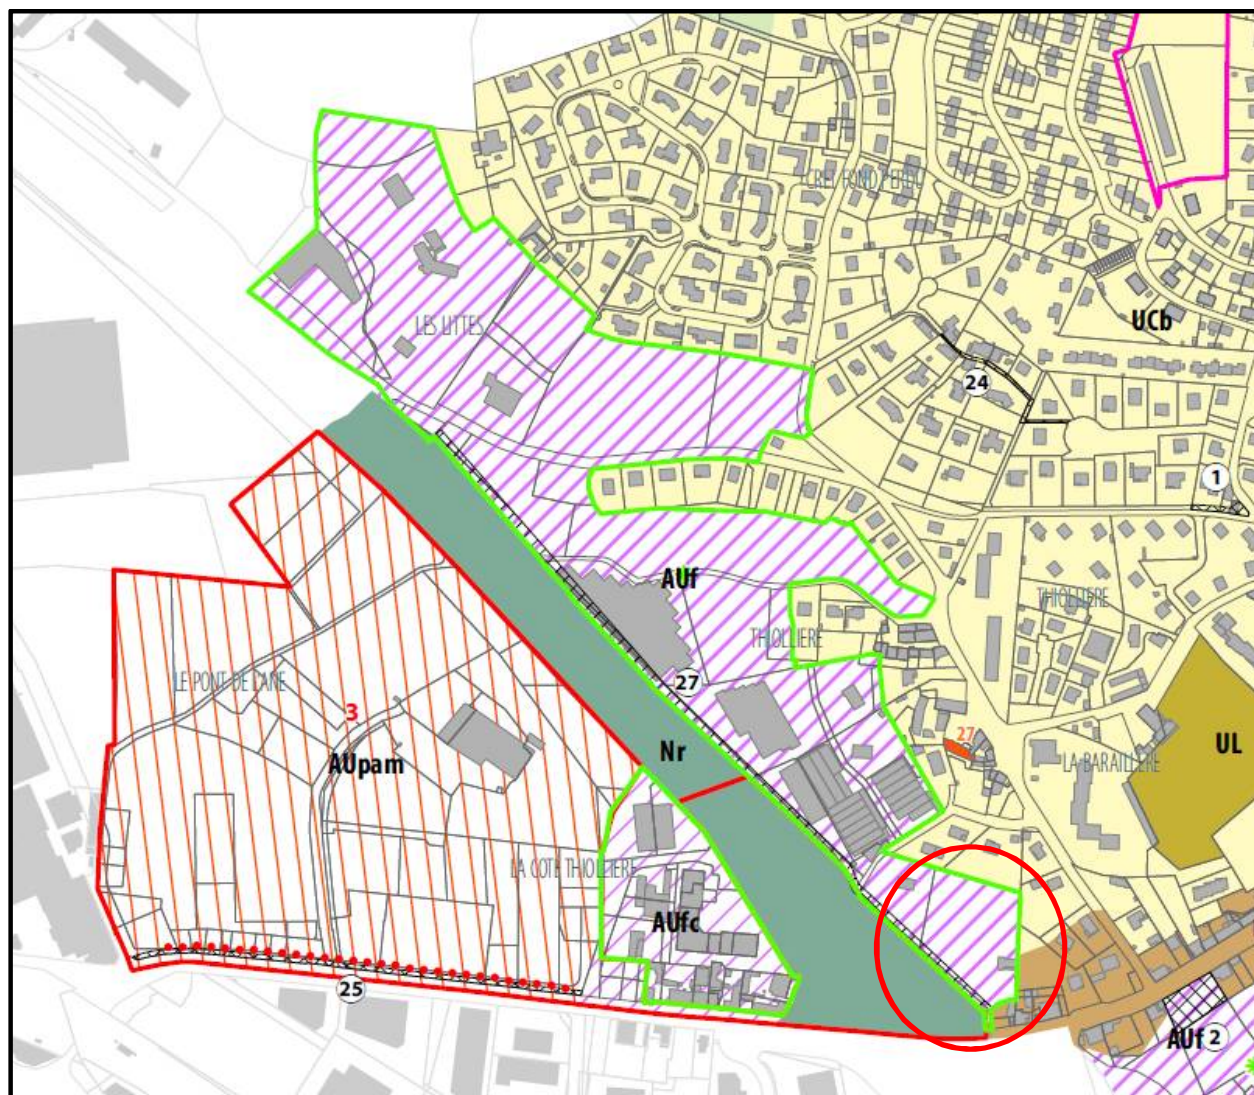 CRET FOND PEREU
UCb
LES LITTES
24
1
AUf
THIOLLIERE
THIOLLIERE
LE PONT DE L'ANE
3
27
Nr
27
UL
AUpam
LA BARAILLERE
LA COTE THIOLLIERE
AUfc
25
AUf 2